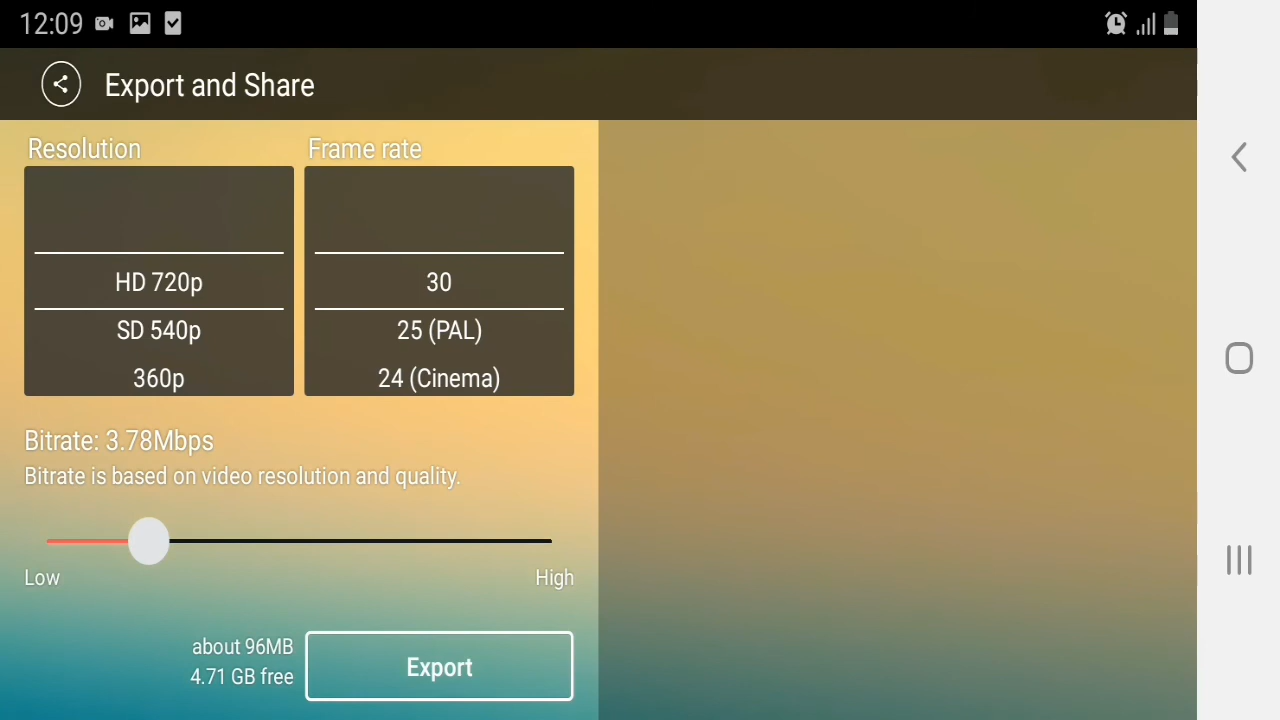 12:09
Export and Share
Resolution
Frame rate
HD 720p
30
SD 540p
25 (PAL)
360p
24 (Cinema)
Bitrate: 3.78Mbps
Bitrate is based on video resolution and quality.
Low
High
about 96MB
4.71 GB free
Export